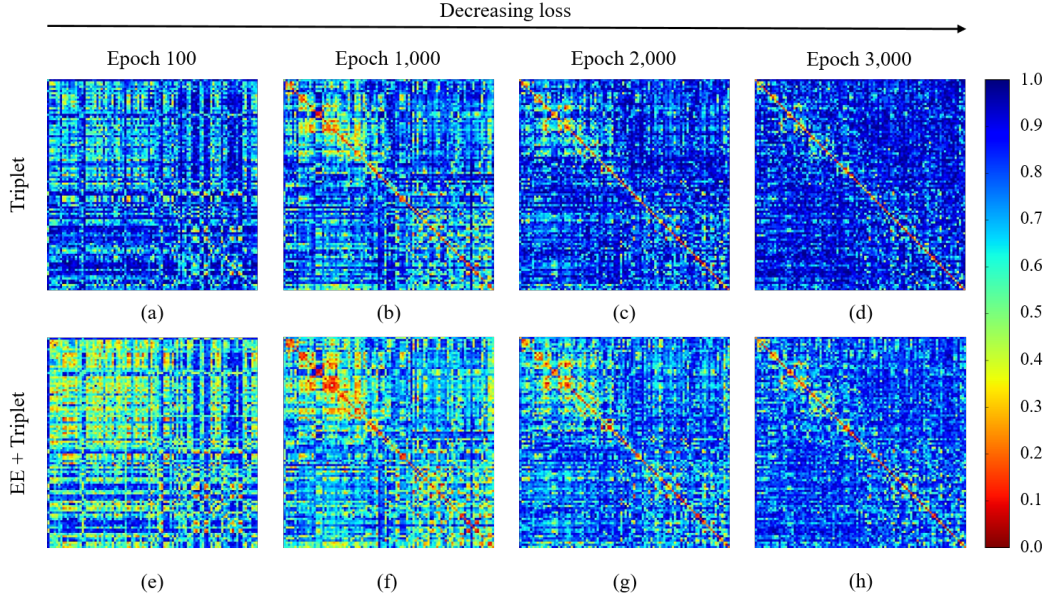 Decreasing loss
Epoch 100
Epoch 1,000
Epoch 2,000
Epoch 3,000
Triplet
(a)
(b)
(c)
(d)
EE + Triplet
(e)
(f)
(g)
(h)
1.0
0.9
0.8
0.7
0.6
0.5
0.4
0.3
0.2
0.1
0.0